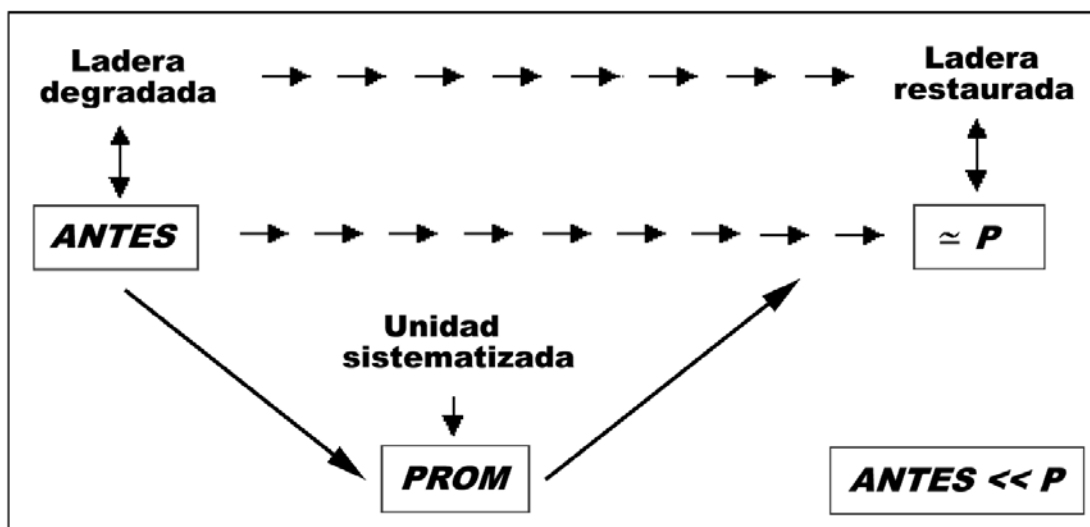 Ladera
degradada
Ladera
restaurada
ANTES
≃ P
Unidad
sistematizada
PROM
ANTES << P